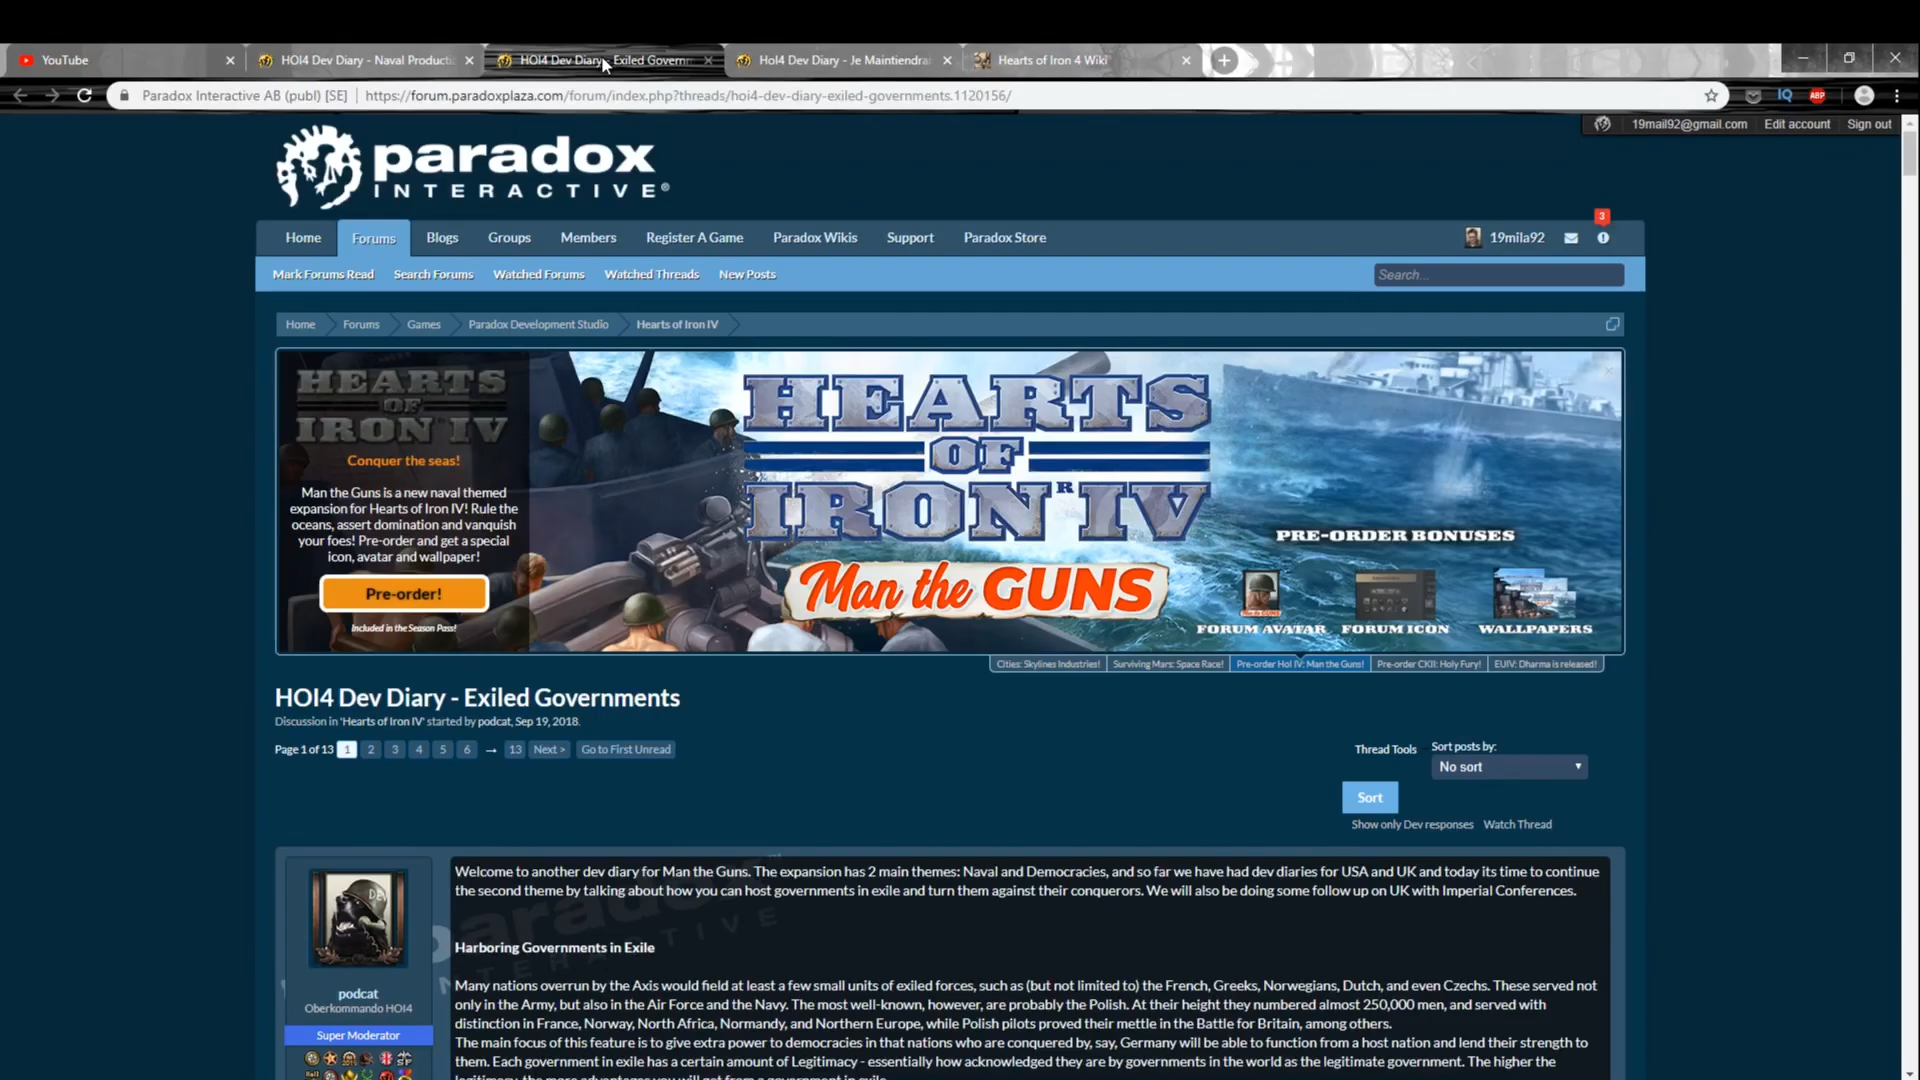 YouTube
HOI4 Dev Diary - Naval Producti
HOI4 Dev Diary - Exiled Governm
HoI4 Dev Diary - Je Maintiendrai
Hearts of Iron 4 Wiki
Paradox Interactive AB (publ) [SE]
https://forum.paradoxplaza.com/forum/index.php?threads/hoi4-dev-diary-exiled-governments.1120156/
IQ
ABP
19mail92@gmail.com
Edit account
Sign out
paradox
INTERACTIVE®
Home
Forums
Blogs
Groups
Members
Register A Game
Paradox Wikis
Support
Paradox Store
19mila92
3
Mark Forums Read
Search Forums
Watched Forums
Watched Threads
New Posts
Search...
Home
Forums
Games
Paradox Development Studio
Hearts of Iron IV
HEARTS
OF
IRON IV
Conquer the seas!
Man the Guns is a new naval themed
expansion for Hearts of Iron IV! Rule the
oceans, assert domination and vanquish
your foes! Pre-order and get a special
icon, avatar and wallpaper!
Pre-order!
Included in the Season Pass!
HEARTS
OF
IRON IV
Man the GUNS
PRE-ORDER BONUSES
FORUM AVATAR
FORUM ICON
WALLPAPERS
Cities: Skylines Industries!
Surviving Mars: Space Race!
Pre-order HoI IV: Man the Guns!
Pre-order CKII: Holy Fury!
EUIV: Dharma is released!
HOI4 Dev Diary - Exiled Governments
Discussion in 'Hearts of Iron IV' started by podcat, Sep 19, 2018.
Page 1 of 13
1
2
3
4
5
6
→
13
Next >
Go to First Unread
Thread Tools
Sort posts by:
No sort
Sort
Show only Dev responses
Watch Thread
podcat
Oberkommando HOI4
Super Moderator
Welcome to another dev diary for Man the Guns. The expansion has 2 main themes: Naval and Democracies, and so far we have had dev diaries for USA and UK and today its time to continue
the second theme by talking about how you can host governments in exile and turn them against their conquerors. We will also be doing some follow up on UK with Imperial Conferences.
Harboring Governments in Exile
Many nations overrun by the Axis would field at least a few small units of exiled forces, such as (but not limited to) the French, Greeks, Norwegians, Dutch, and even Czechs. These served not
only in the Army, but also in the Air Force and the Navy. The most well-known, however, are probably the Polish. At their height they numbered almost 250,000 men, and served with
distinction in France, Norway, North Africa, Normandy, and Northern Europe, while Polish pilots proved their mettle in the Battle for Britain, among others.
The main focus of this feature is to give extra power to democracies in that nations who are conquered by, say, Germany will be able to function from a host nation and lend their strength to
them. Each government in exile has a certain amount of Legitimacy - essentially how acknowledged they are by governments in the world as the legitimate government. The higher the
legitimacy, the more advantages you will get from a government in exile.